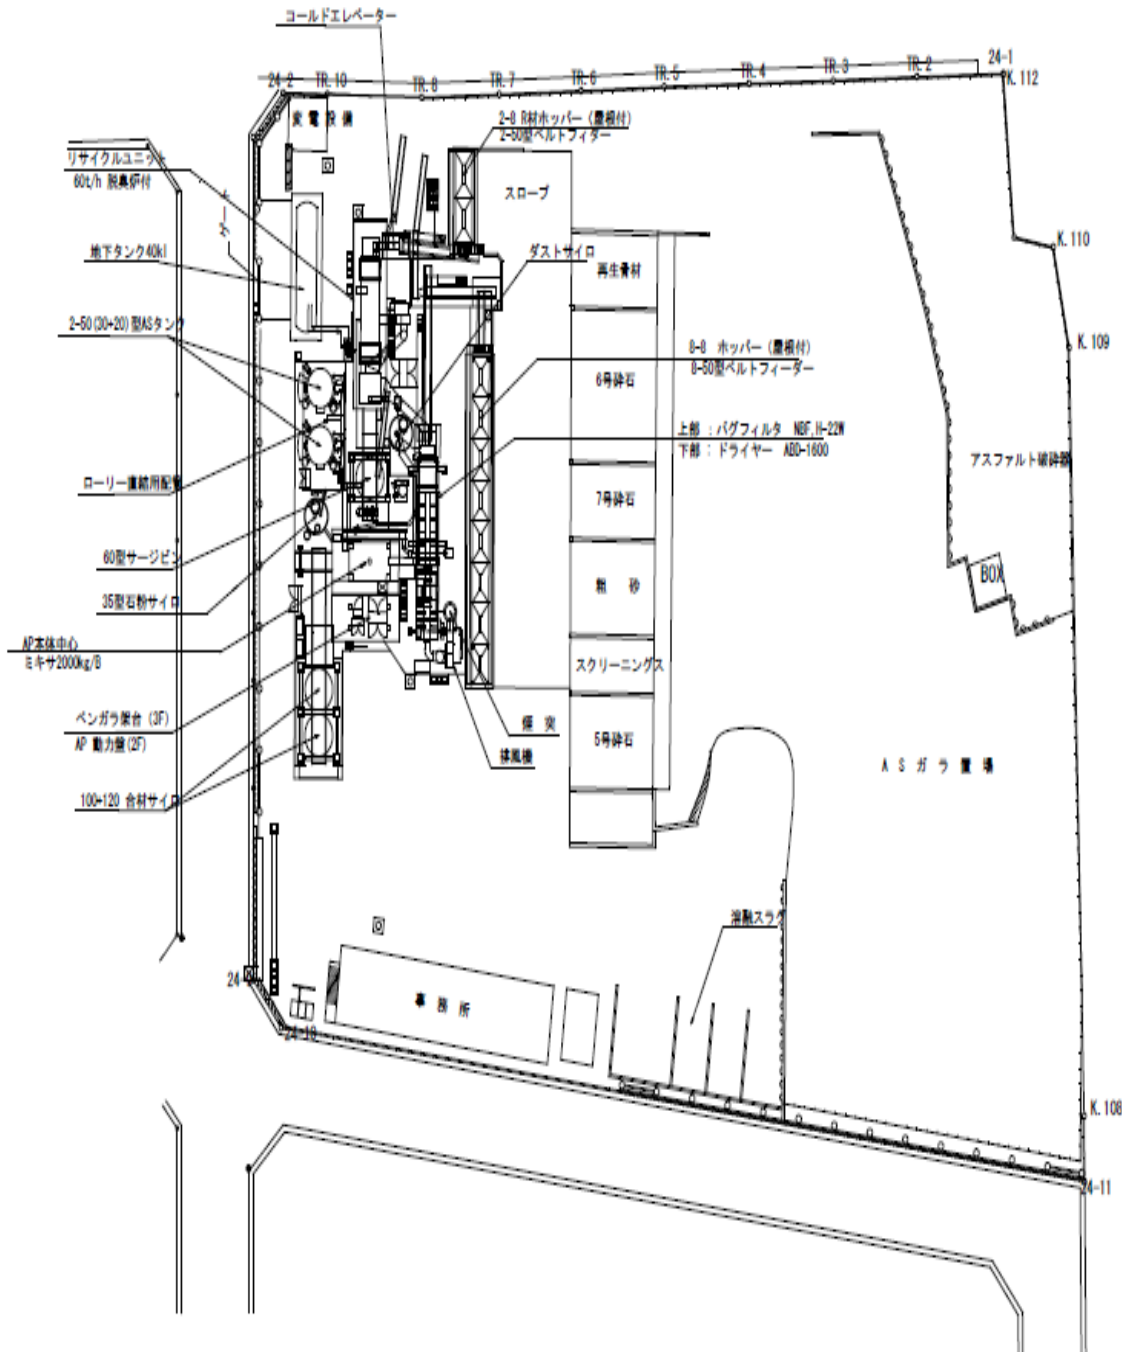 コールドエレベーター
24-1
K.112
24-2
TR.10
TR.8
TR.7
TR.6
TR.5
TR.4
TR.3
TR.2
変電設備
2-8 R材ホッパー (屋根付)
2-50型ベルトフィダー
リサイクルユニット
60t/h 脱臭炉付
スロープ
ゲート
K.110
地下タンク40kl
ダストサイロ
再生骨材
2-50(30+20)型ASタンク
8-8 ホッパー (屋根付)
8-50型ベルトフィーダー
K.109
6号砕石
上部 : バグフィルタ NBF.H-22W
下部 : ドライヤー ABD-1600
アスファルト破砕
ローリー直結用配管
7号砕石
60型サージビン
BOX
35型石粉サイロ
粗 砂
AP本体中心
ミキサ2000kg/B
スクリーニングス
ベンガラ架台 (3F)
AP 動力盤(2F)
煙 突
5号砕石
排風機
AS ガラ置場
100+120 合材サイロ
溶融スラグ
24
事務所
24-10
K.108
24-11